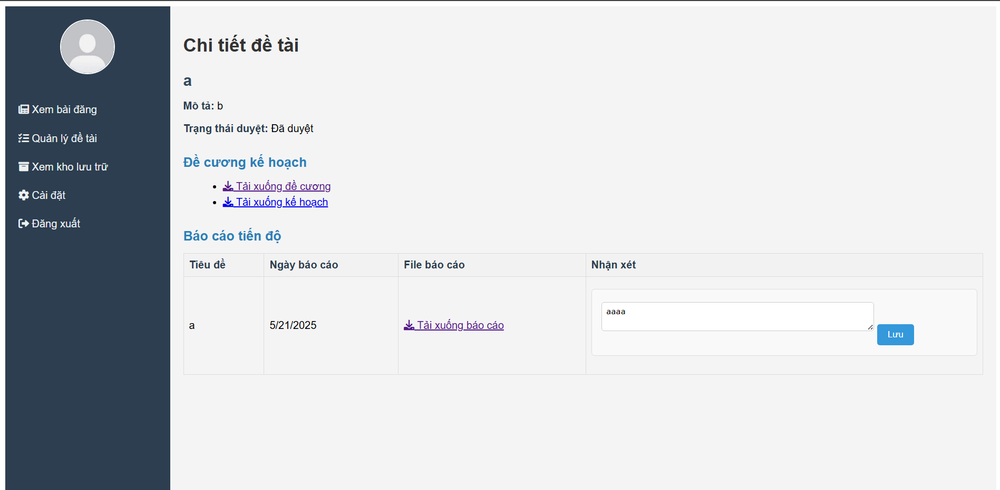 Xem bài đăng
Quản lý đề tài
Xem kho lưu trữ
Cài đặt
Đăng xuất
Chi tiết đề tài
a
Mô tả: b
Trạng thái duyệt: Đã duyệt
Đề cương kế hoạch
Tải xuống đề cương
Tải xuống kế hoạch
Báo cáo tiến độ
Tiêu đề Ngày báo cáo File báo cáo Nhận xét
a 5/21/2025 Tải xuống báo cáo aaaa Lưu